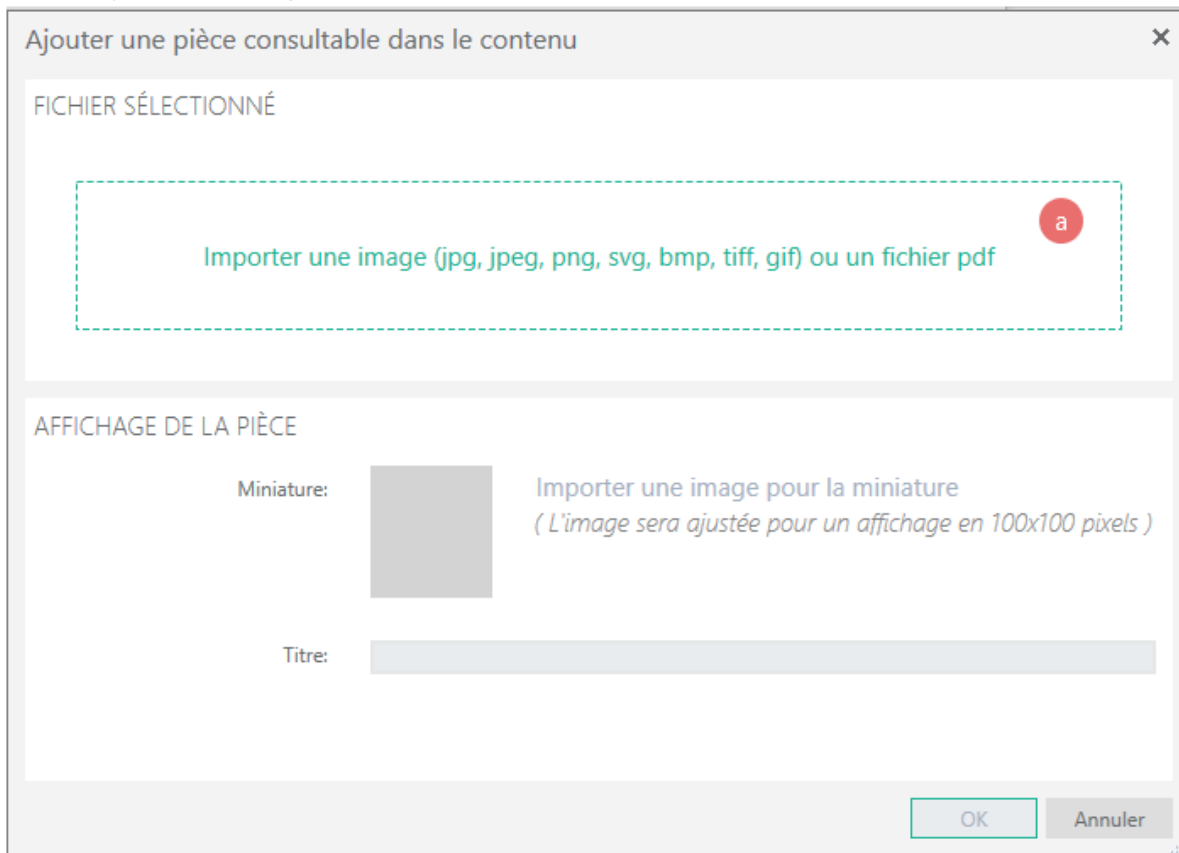 Ajouter une pièce consultable dans le contenu ×
FICHIER SÉLECTIONNÉ
a
Importer une image (jpg, jpeg, png, svg, bmp, tiff, gif) ou un fichier pdf
AFFICHAGE DE LA PIÈCE
Miniature:
Importer une image pour la miniature
( L'image sera ajustée pour un affichage en 100x100 pixels )
Titre:
OK Annuler